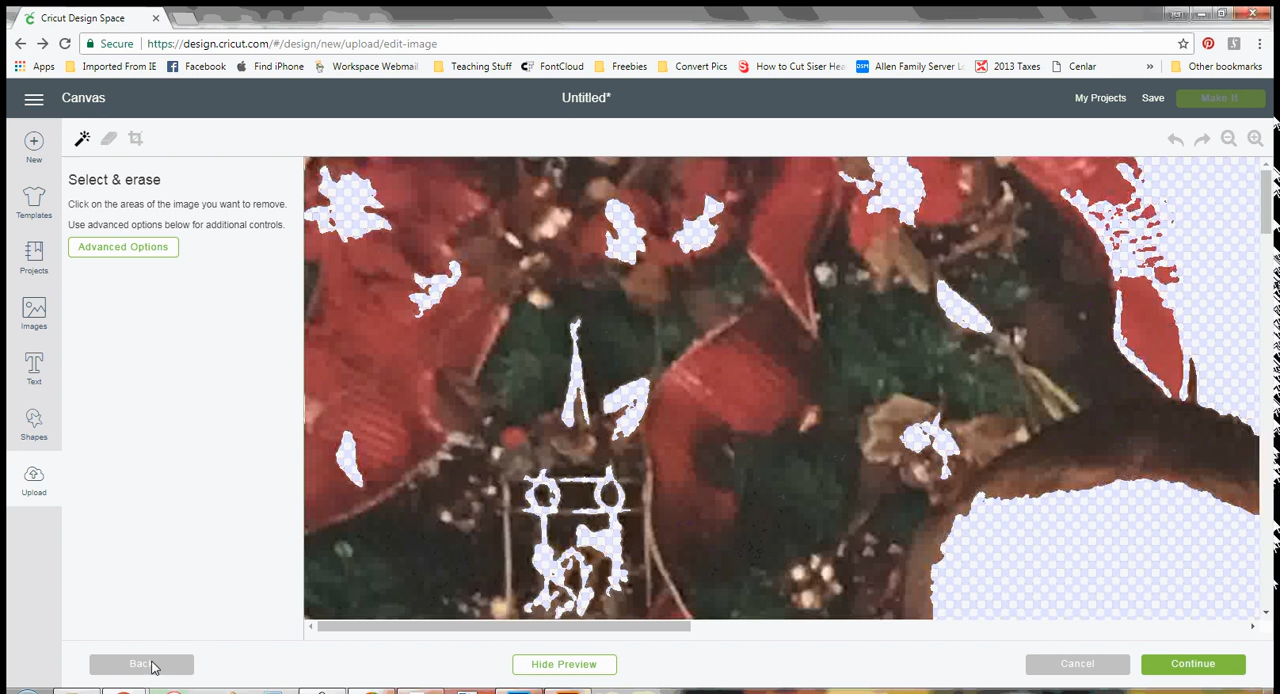 Cricut Design Space
Secure https://design.cricut.com/#/design/new/upload/edit-image
Apps Imported From IE Facebook Find iPhone Workspace Webmail Teaching Stuff FontCloud Freebies Convert Pics How to Cut Siser Hea Allen Family Server Lo 2013 Taxes Cenlar » Other bookmarks
Canvas Untitled* My Projects Save Make It
New
Templates
Projects
Images
Text
Shapes
Upload
Select & erase
Click on the areas of the image you want to remove.
Use advanced options below for additional controls.
Advanced Options
Back Hide Preview Cancel Continue